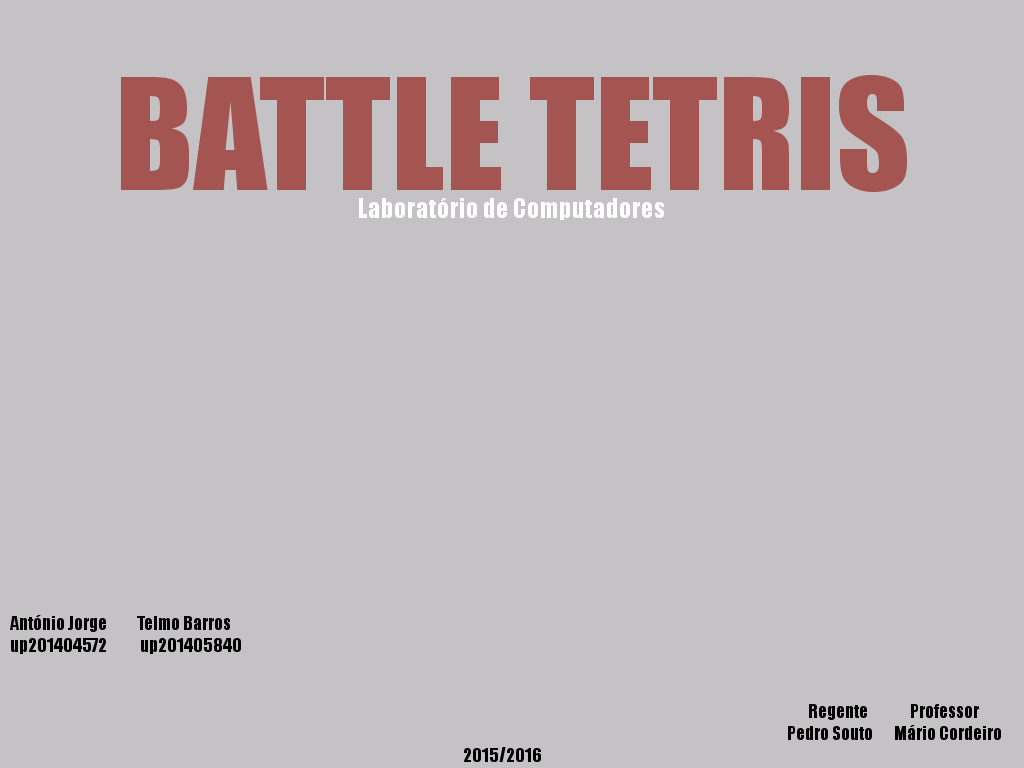 BATTLE TETRIS
Laboratório de Computadores
António Jorge Telmo Barros
up201404572 up201405840
Regente Professor
Pedro Souto Mário Cordeiro
2015/2016